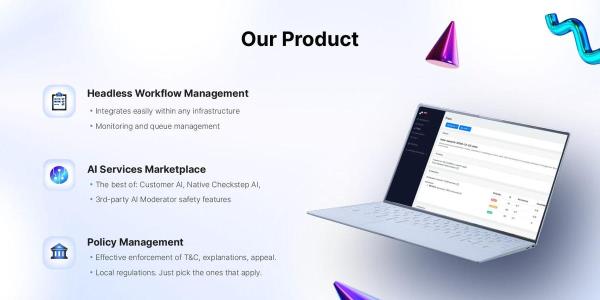 Our Product
Headless Workflow Management
• Integrates easily within any infrastructure
• Monitoring and queue management
AI Services Marketplace
• The best of: Customer AI, Native Checkstep AI,
• 3rd-party AI Moderator safety features
Policy Management
• Effective enforcement of T&C, explanations, appeal.
• Local regulations. Just pick the ones that apply.